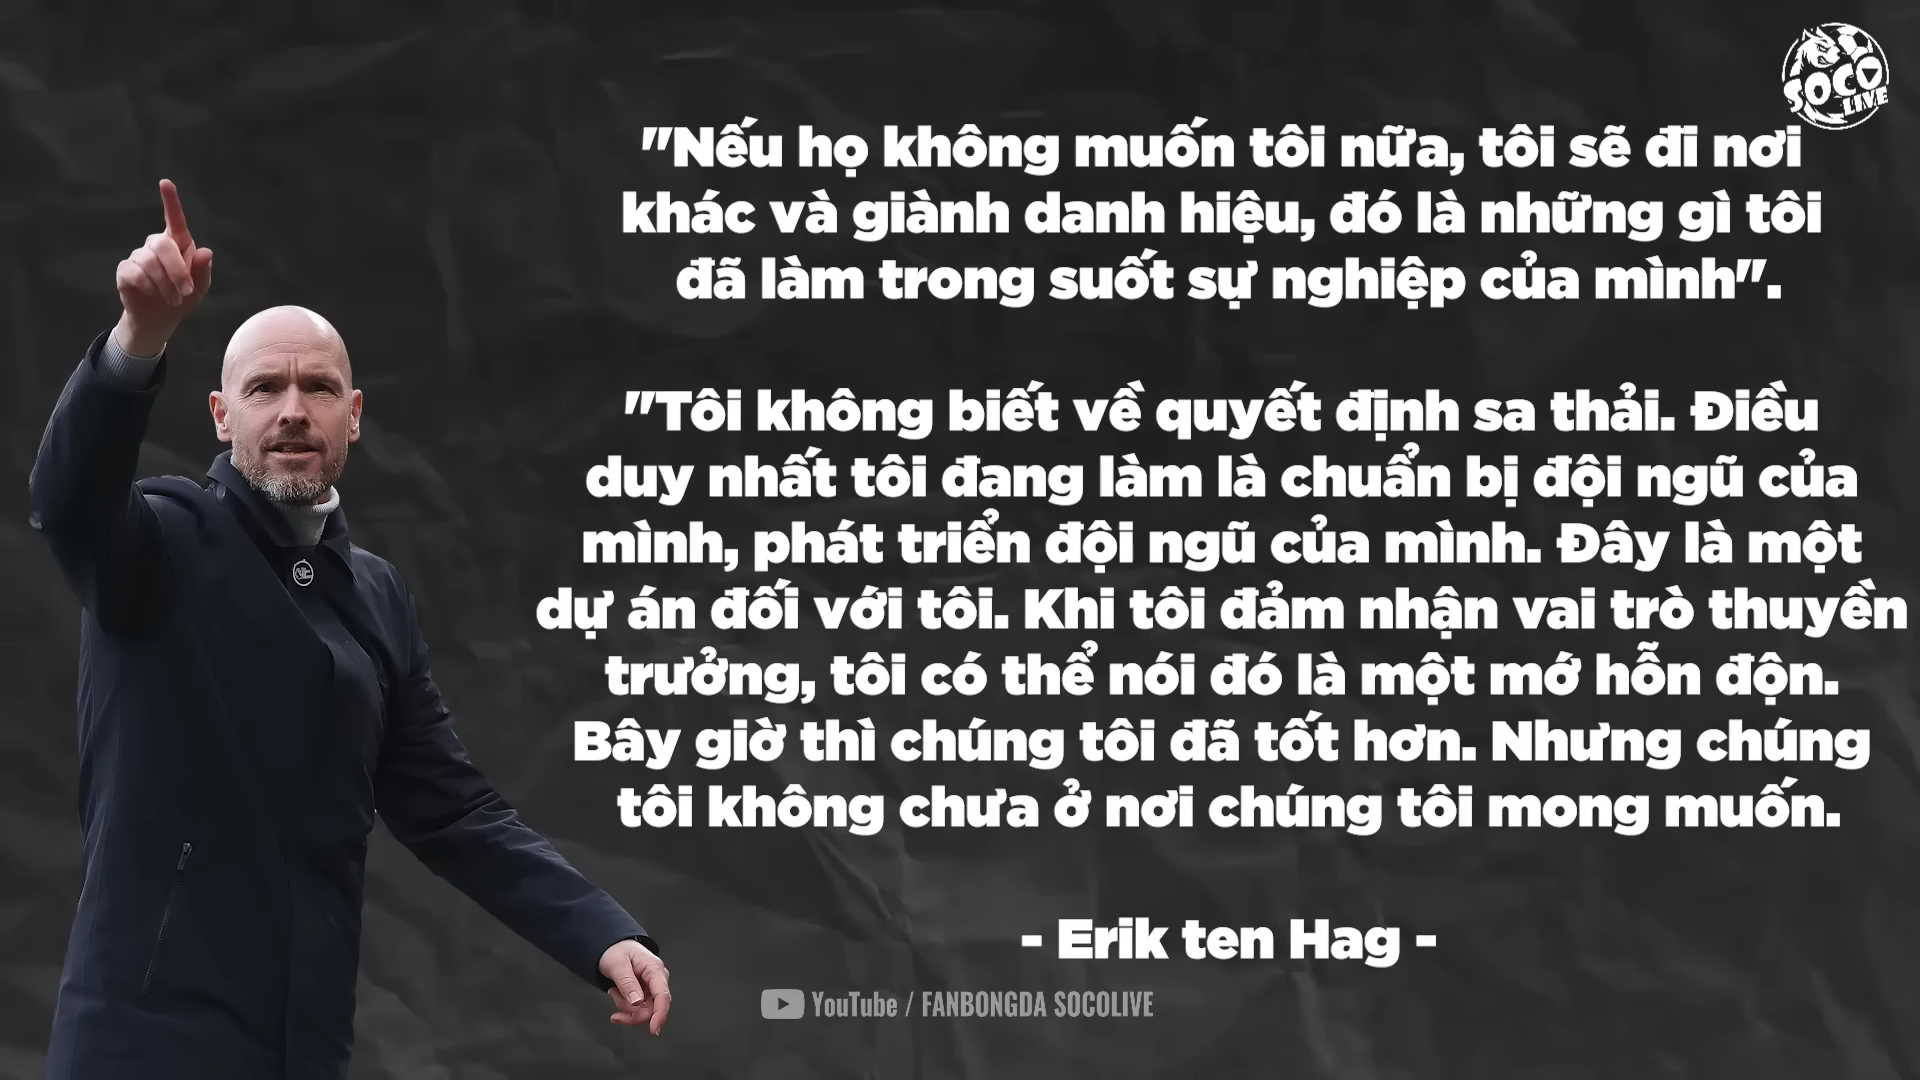 SOCO
LIVE
"Nếu họ không muốn tôi nữa, tôi sẽ đi nơi
khác và giành danh hiệu, đó là những gì tôi
đã làm trong suốt sự nghiệp của mình".
"Tôi không biết về quyết định sa thải. Điều
duy nhất tôi đang làm là chuẩn bị đội ngũ của
mình, phát triển đội ngũ của mình. Đây là một
dự án đối với tôi. Khi tôi đảm nhận vai trò thuyền
trưởng, tôi có thể nói đó là một mớ hỗn độn.
Bây giờ thì chúng tôi đã tốt hơn. Nhưng chúng
tôi không chưa ở nơi chúng tôi mong muốn.
- Erik ten Hag -
YouTube / FANBONGDA SOCOLIVE